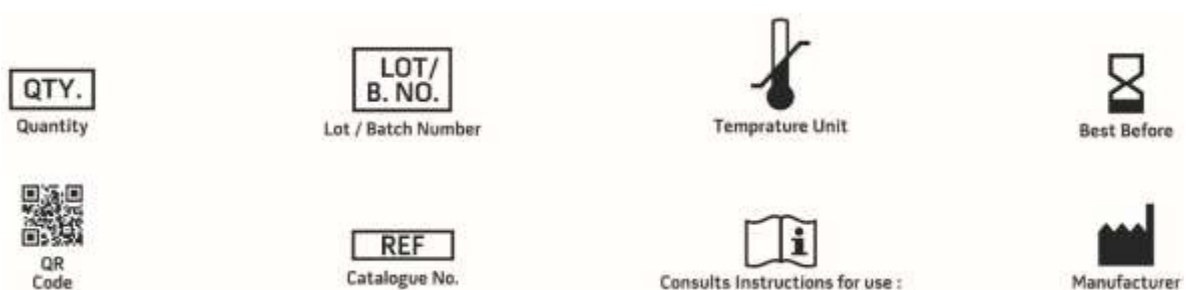 QTY.
Quantity
LOT/
B. NO.
Lot / Batch Number
Temprature Unit
Best Before
QR
Code
REF
Catalogue No.
i
Consults Instructions for use :
Manufacturer